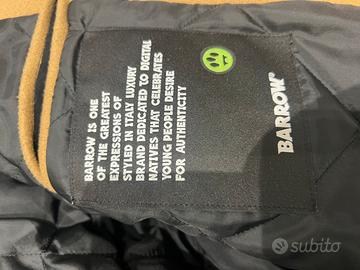 BARROW IS ONE
OF THE GREATEST
EXPRESSIONS OF
STYLED IN ITALY LUXURY
BRAND DEDICATED TO DIGITAL
NATIVES THAT CELEBRATES
YOUNG PEOPLE DESIRE
FOR AUTHENTICITY
BARROW®
subito